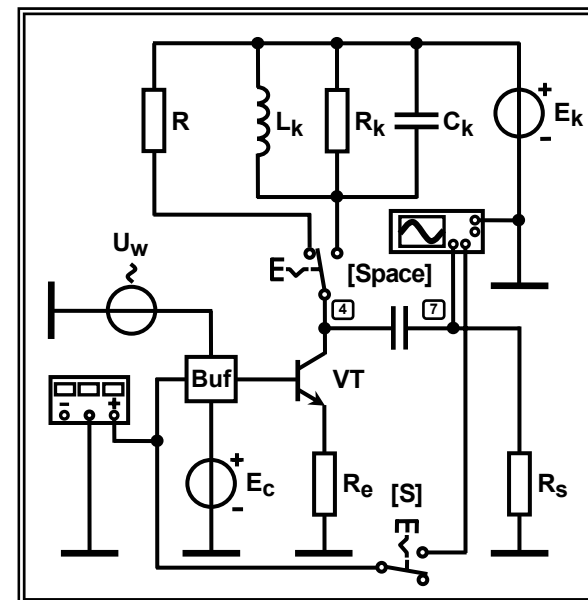 R
Lk
Rk
Ck
Ek
+
-
Uw
[Space]
4
7
Buf
VT
- +
Ec
+
-
Re
[S]
Rs